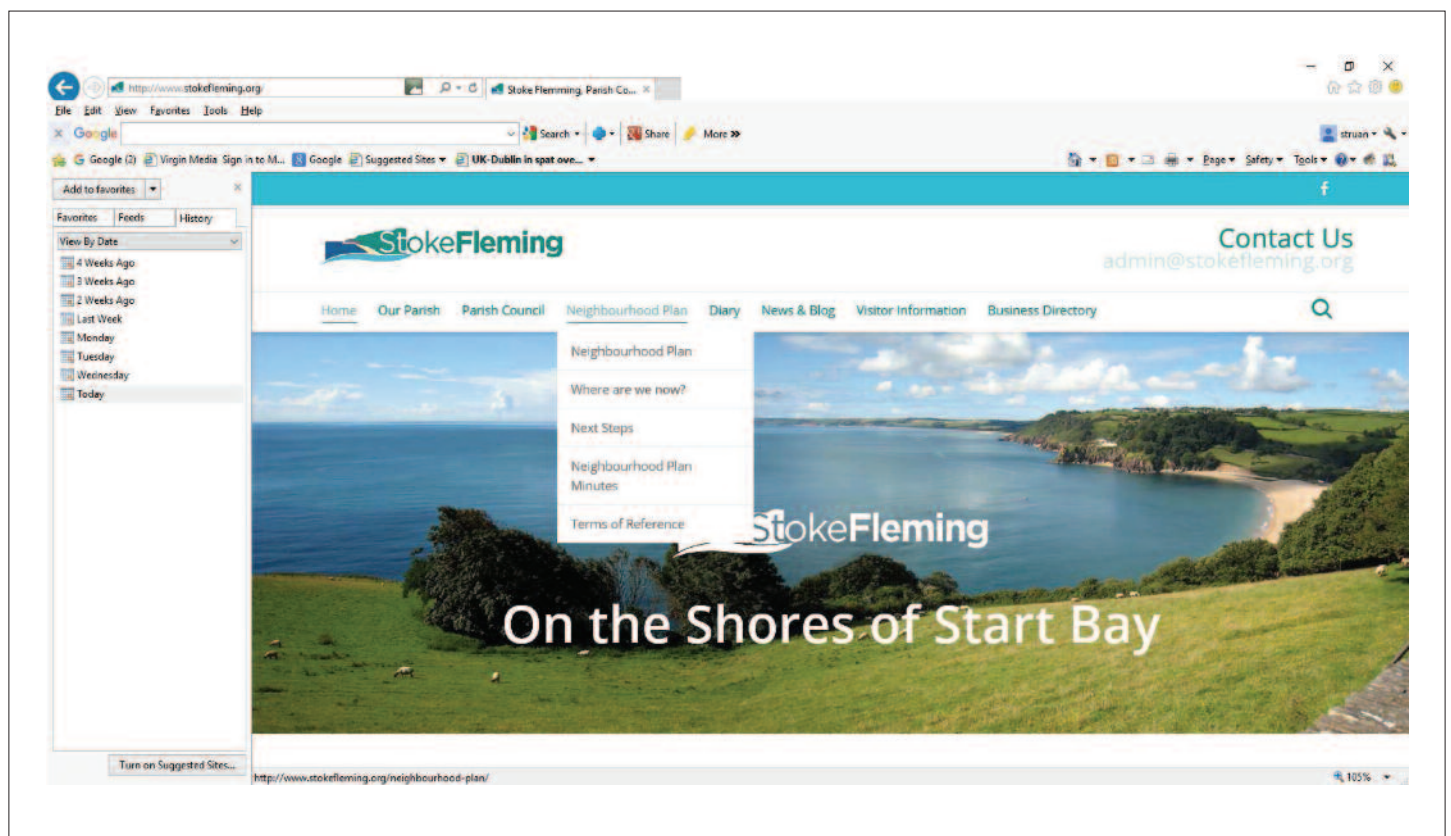 http://www.stokefleming.org/
Stoke Flemming, Parish Co...
File Edit View Favorites Tools Help
Google
Search
Share
More »
struan
Google (2)
Virgin Media Sign in to M...
Google
Suggested Sites
UK-Dublin in spat ove...
Page
Safety
Tools
Add to favorites
Favorites Feeds History
View By Date
4 Weeks Ago
3 Weeks Ago
2 Weeks Ago
Last Week
Monday
Tuesday
Wednesday
Today
Turn on Suggested Sites...
f
StokeFleming
Contact Us
admin@stokefleming.org
Home Our Parish Parish Council Neighbourhood Plan Diary News & Blog Visitor Information Business Directory
Neighbourhood Plan
Where are we now?
Next Steps
Neighbourhood Plan
Minutes
Terms of Reference
StokeFleming
On the Shores of Start Bay
http://www.stokefleming.org/neighbourhood-plan/
105%